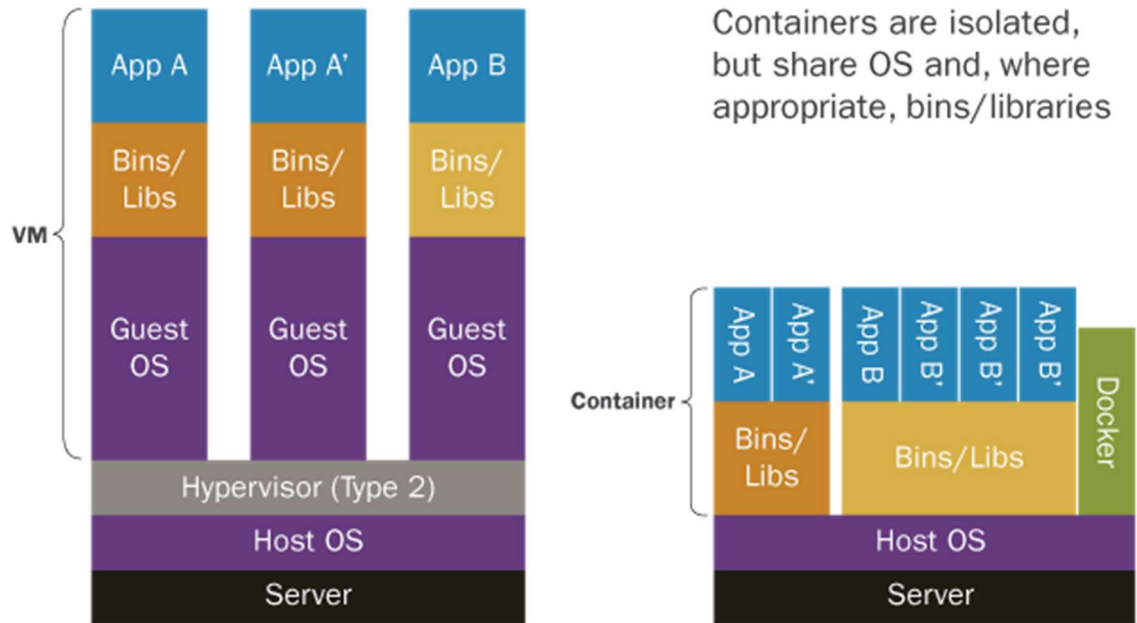 App A
App A'
App B
Bins/
Libs
Bins/
Libs
Bins/
Libs
VM
Guest
OS
Guest
OS
Guest
OS
Hypervisor (Type 2)
Host OS
Server
Containers are isolated,
but share OS and, where
appropriate, bins/libraries
App A
App A'
App B
App B'
App B'
App B'
Docker
Container
Bins/
Libs
Bins/Libs
Host OS
Server